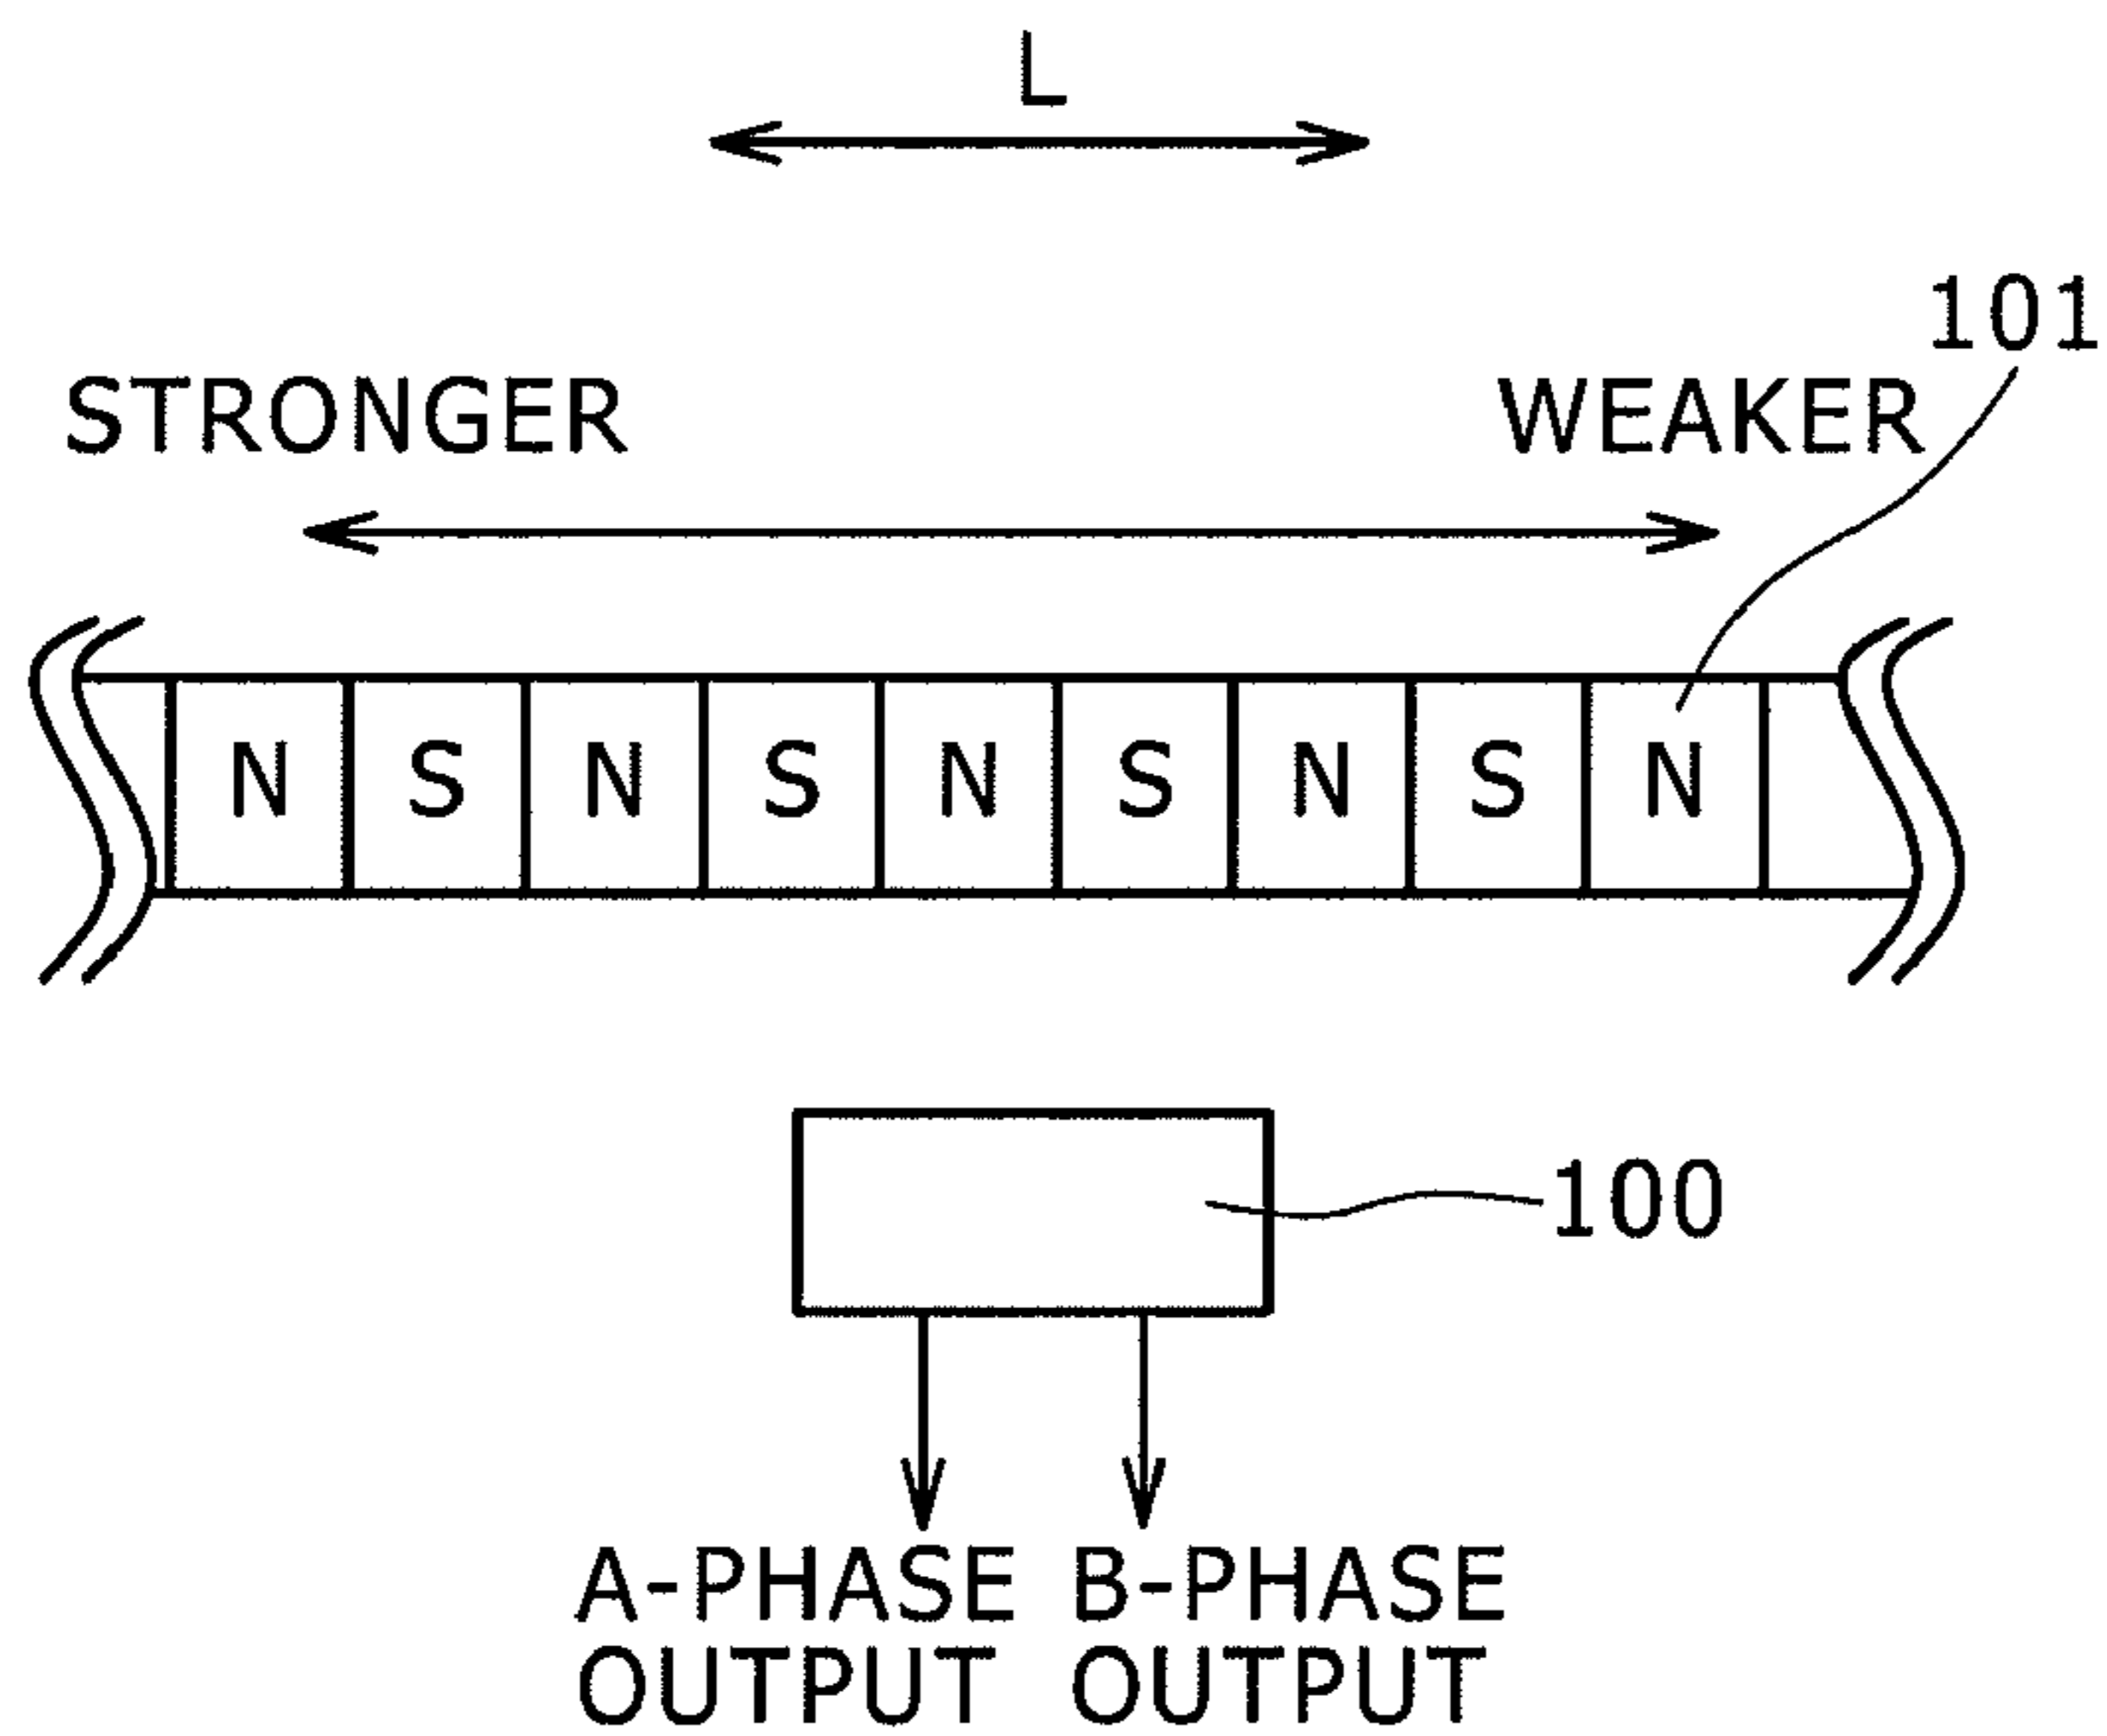 L
101
STRONGER WEAKER
N S N S N S N S N
100
A-PHASE B-PHASE
OUTPUT OUTPUT